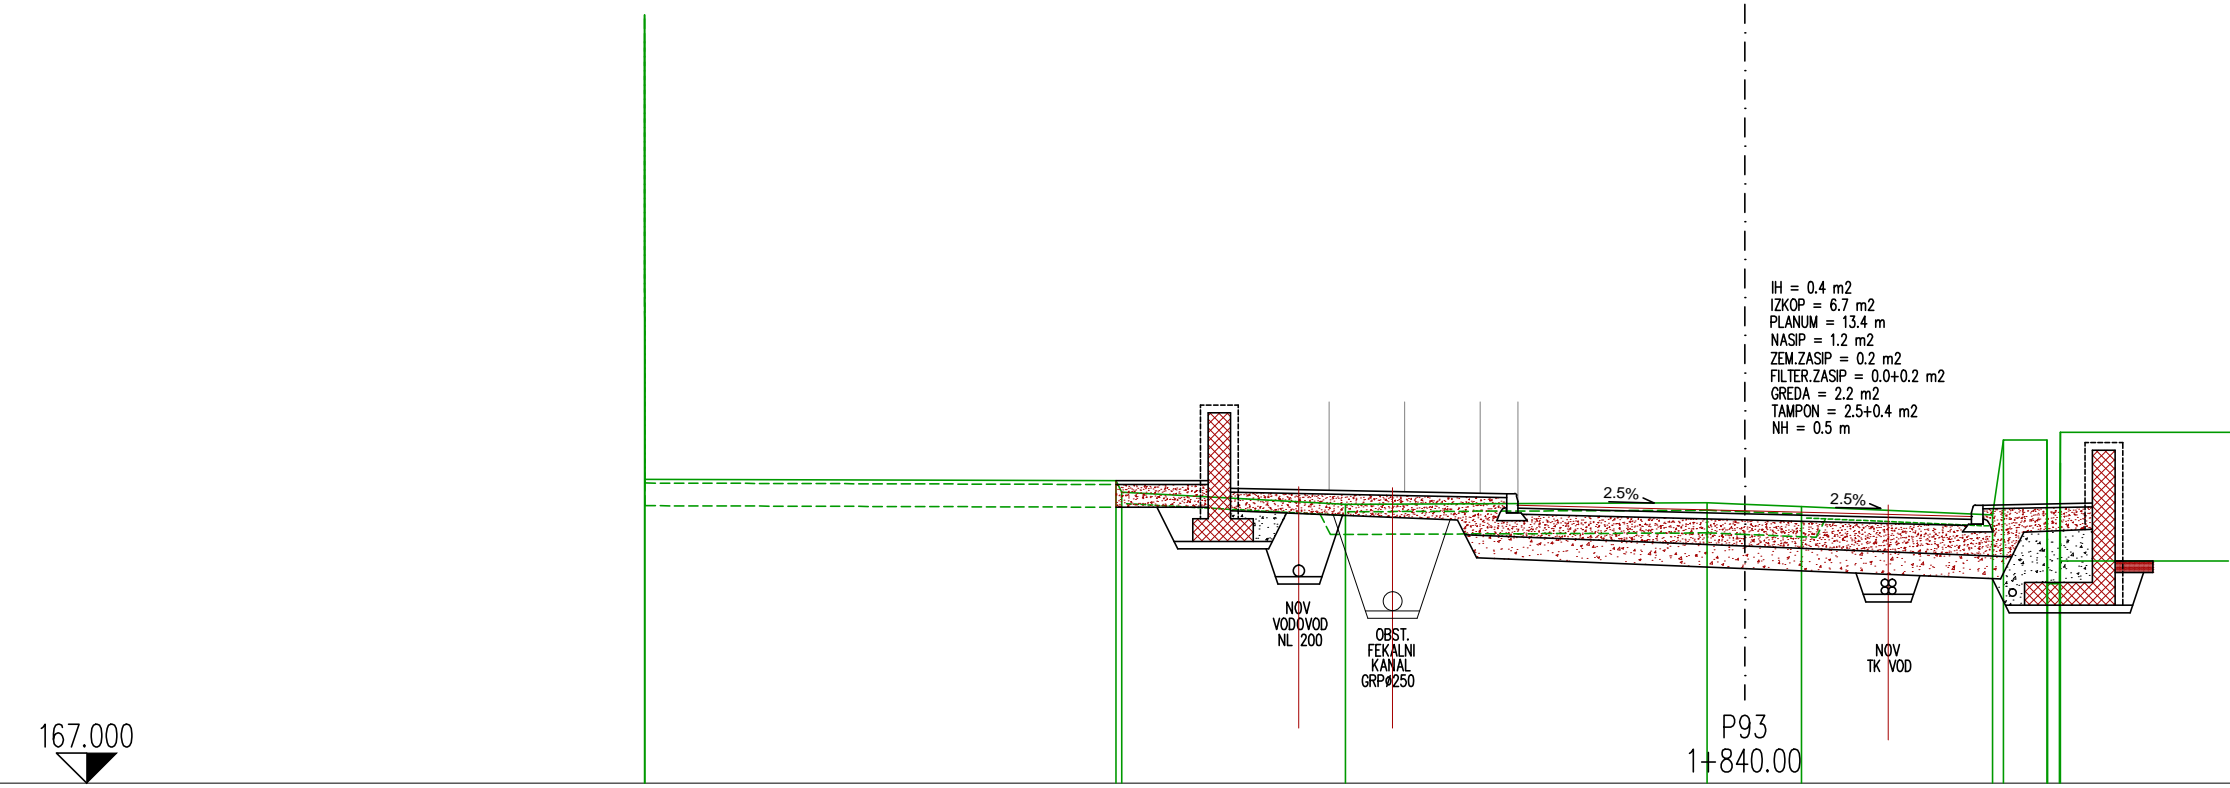 IH = 0.4 m2
IZKOP = 6.7 m2
PLANUM = 13.4 m
NASIP = 1.2 m2
ZEM.ZASIP = 0.2 m2
FILTER.ZASIP = 0.0+0.2 m2
GREDA = 2.2 m2
TAMPON = 2.5+0.4 m2
NH = 0.5 m
2.5%
2.5%
NOV
VODOVOD
NL 200
OBST.
FEKALNI
KANAL
GRPø250
NOV
TK VOD
P93
1+840.00
167.000